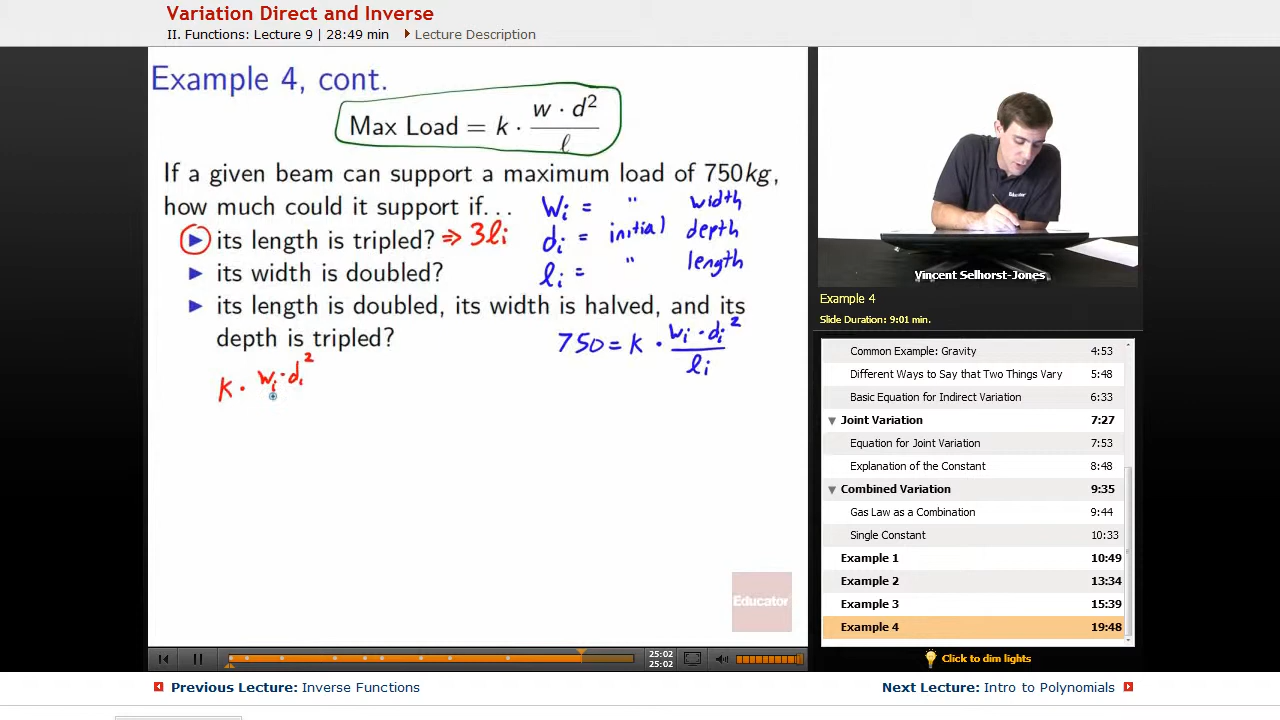 Variation Direct and Inverse
II. Functions: Lecture 9 | 28:49 min Lecture Description
Example 4, cont.
Max Load = k · w · d² / l
If a given beam can support a maximum load of 750kg,
how much could it support if...
▶ its length is tripled? ⇒ 3lᵢ
▶ its width is doubled?
▶ its length is doubled, its width is halved, and its
depth is tripled?
wᵢ = " width
dᵢ = initial depth
lᵢ = " length
750 = k · wᵢ · dᵢ² / lᵢ
k · wᵢ · dᵢ²
Educator
Educator
Vincent Selhorst-Jones
Example 4
Slide Duration: 9:01 min.
Common Example: Gravity 4:53
Different Ways to Say that Two Things Vary 5:48
Basic Equation for Indirect Variation 6:33
Joint Variation 7:27
Equation for Joint Variation 7:53
Explanation of the Constant 8:48
Combined Variation 9:35
Gas Law as a Combination 9:44
Single Constant 10:33
Example 1 10:49
Example 2 13:34
Example 3 15:39
Example 4 19:48
25:02
25:02
Click to dim lights
Previous Lecture: Inverse Functions
Next Lecture: Intro to Polynomials